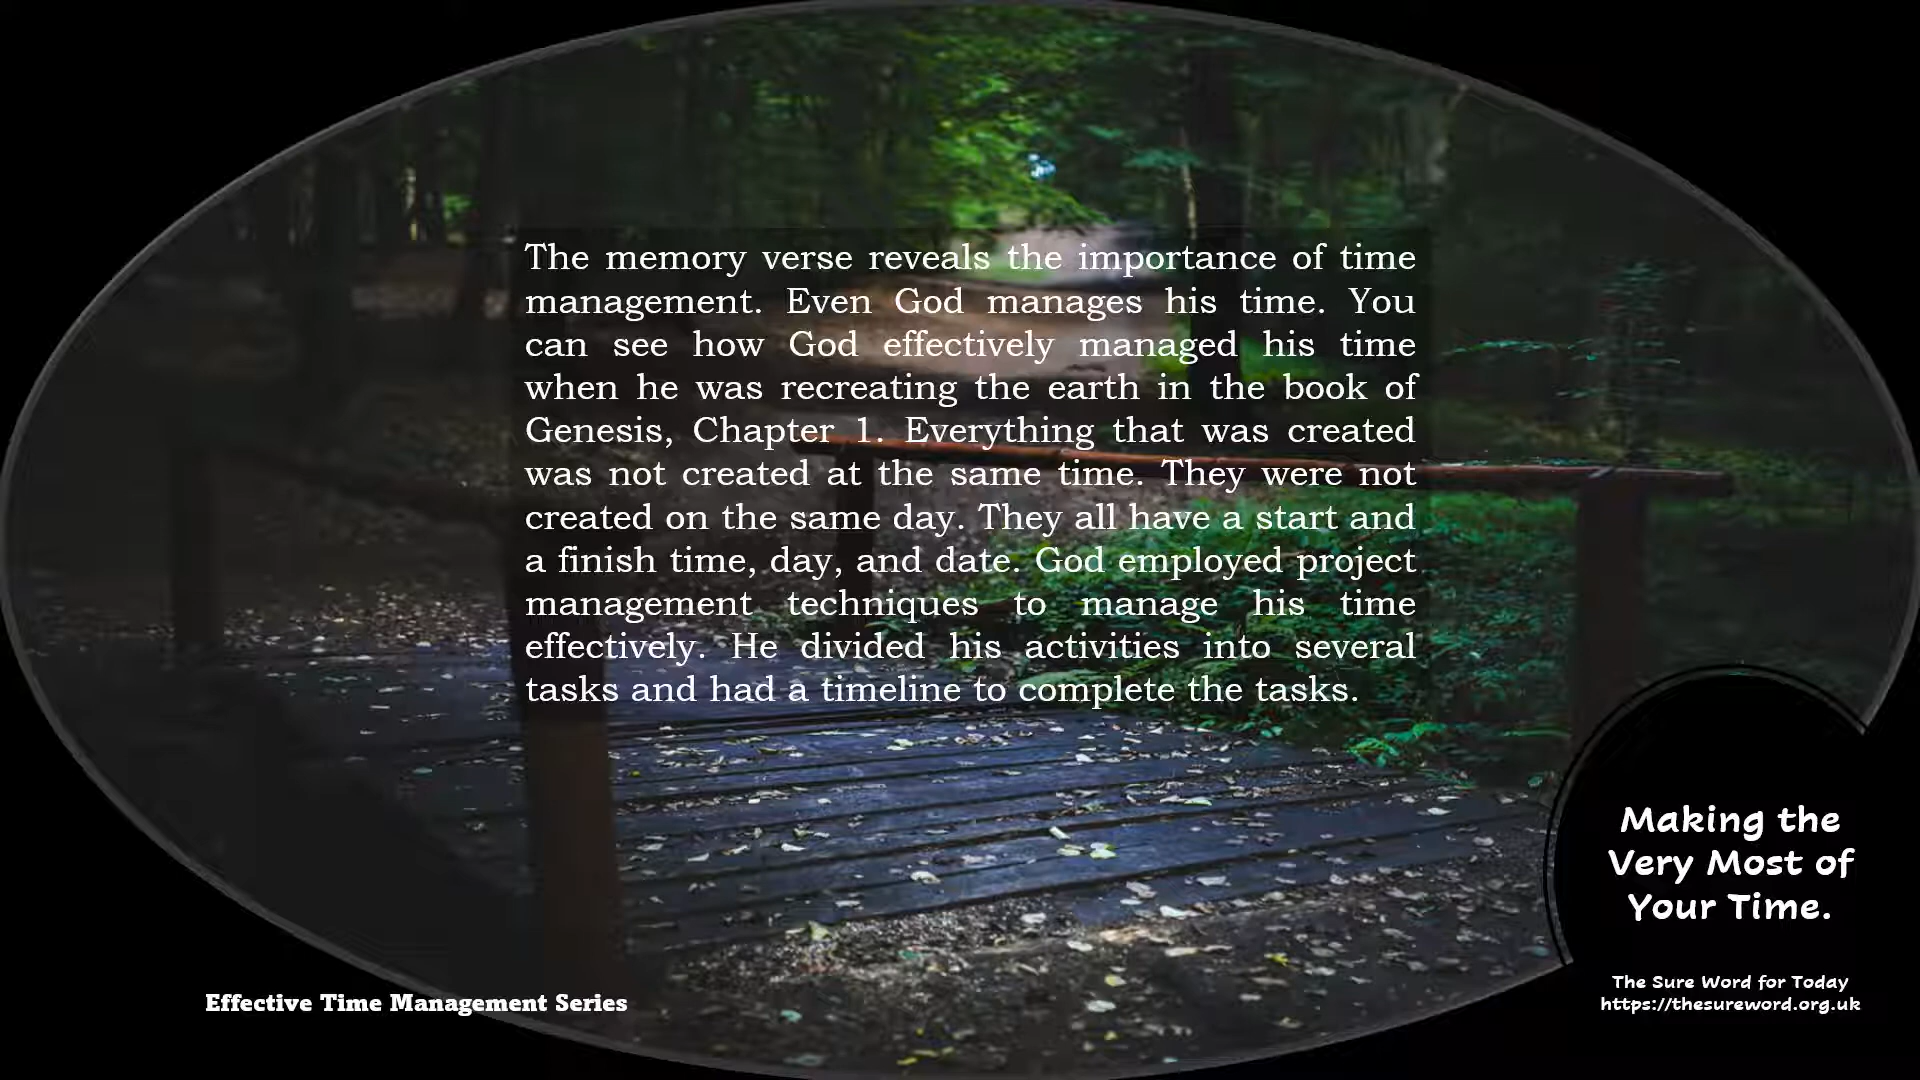 The memory verse reveals the importance of time
management. Even God manages his time. You
can see how God effectively managed his time
when he was recreating the earth in the book of
Genesis, Chapter 1. Everything that was created
was not created at the same time. They were not
created on the same day. They all have a start and
a finish time, day, and date. God employed project
management techniques to manage his time
effectively. He divided his activities into several
tasks and had a timeline to complete the tasks.
Making the
Very Most of
Your Time.
The Sure Word for Today
https://thesureword.org.uk
Effective Time Management Series